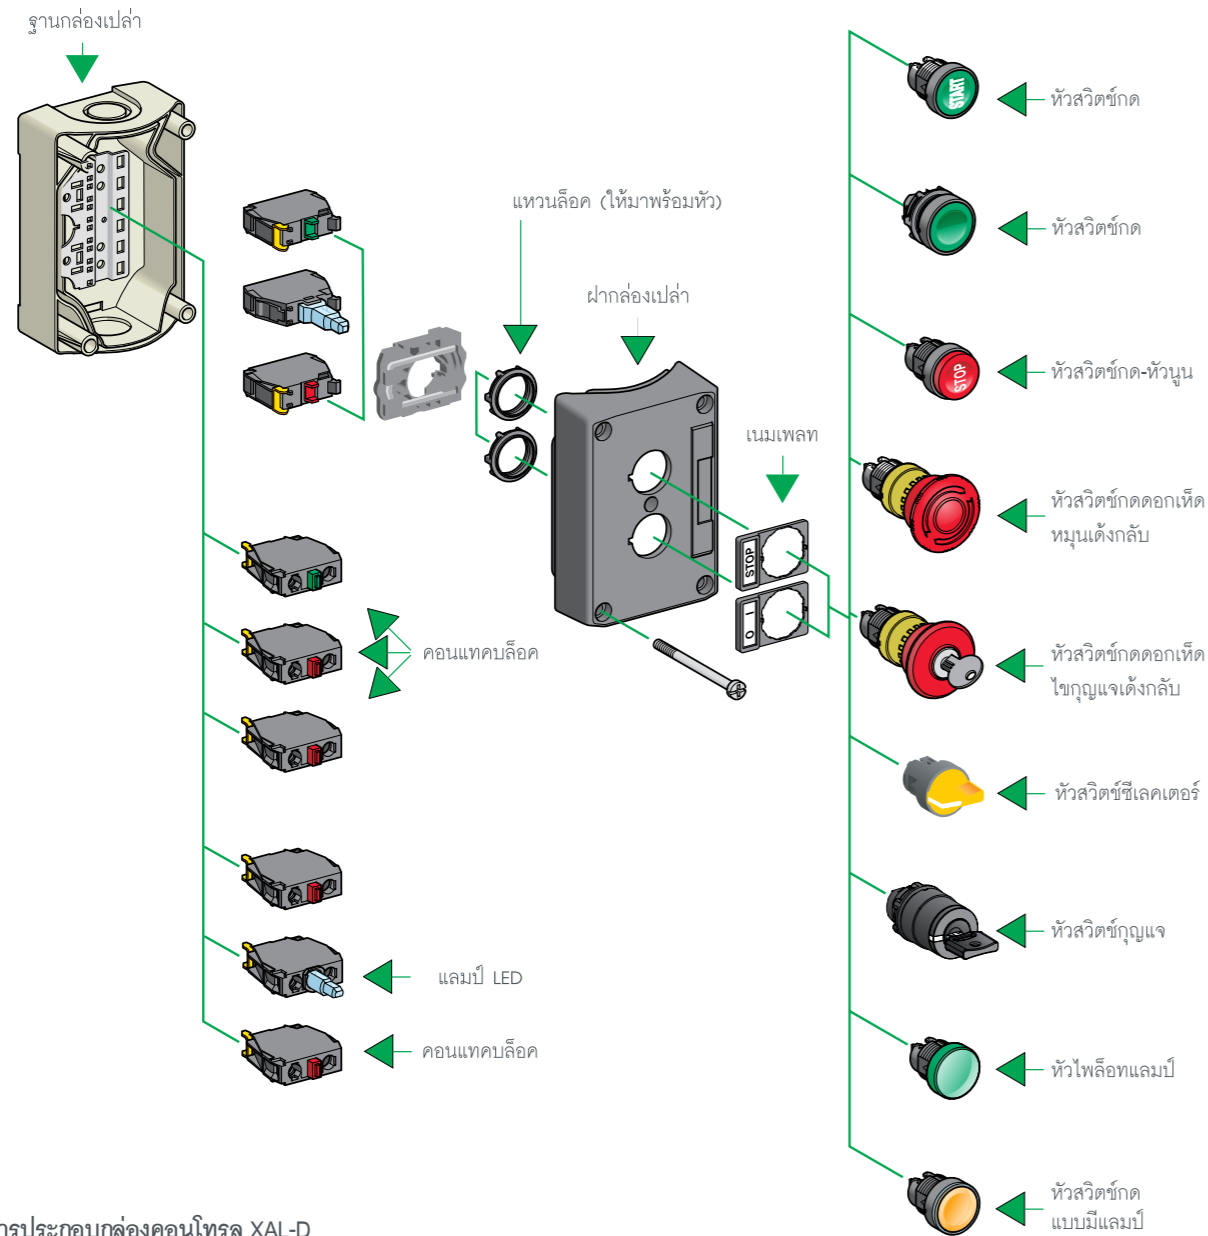 ฐานกล่องเปล่า
START
หัวสวิตช์กด
แหวนล็อค (ให้มาพร้อมหัว)
หัวสวิตช์กด
ฝากล่องเปล่า
STOP
หัวสวิตช์กด-หัวนูน
เนมเพลท
หัวสวิตช์กดดอกเห็ด
หมุนเด้งกลับ
STOP
O I
คอนแทคบล็อค
หัวสวิตช์กดดอกเห็ด
ไขกุญแจเด้งกลับ
หัวสวิตช์ซีเลคเตอร์
หัวสวิตช์กุญแจ
แลมป์ LED
คอนแทคบล็อค
หัวไพล็อทแลมป์
หัวสวิตช์กด
แบบมีแลมป์
ารประกอบกล่องคอนโทรล XAL-D